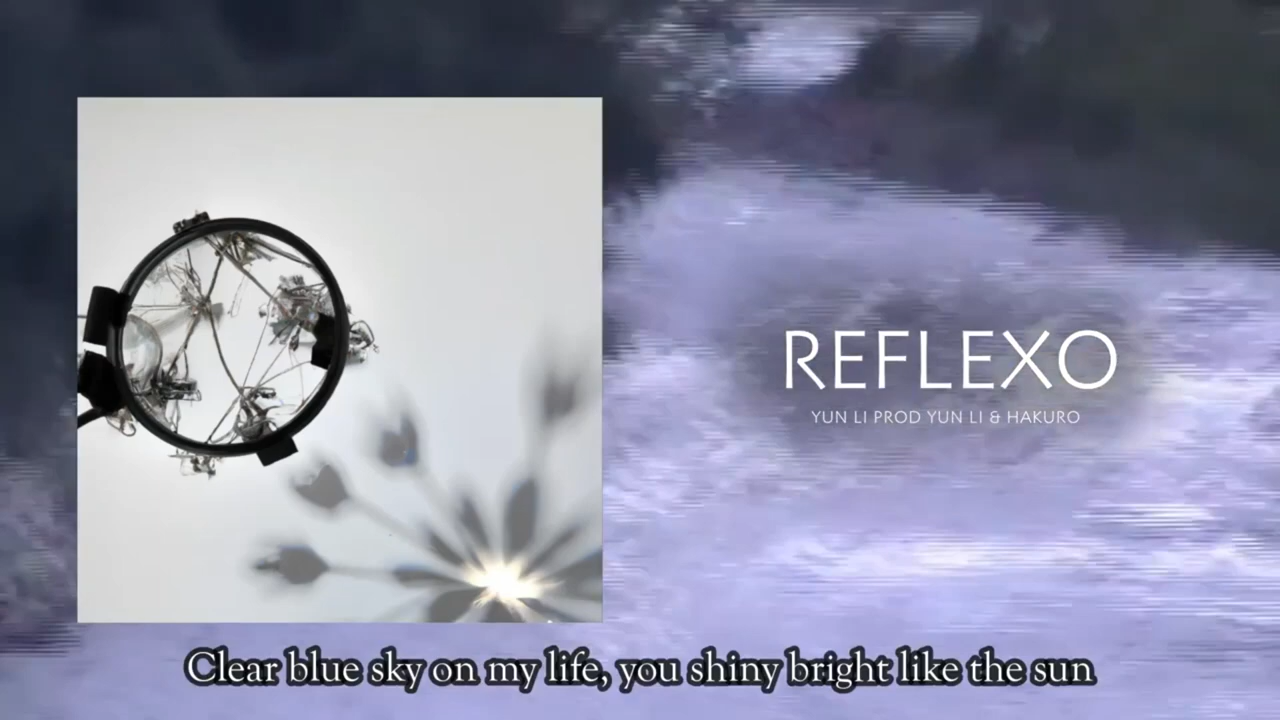 REFLEXO
YUN LI PROD YUN LI & HAKURO
Clear blue sky on my life, you shiny bright like the sun